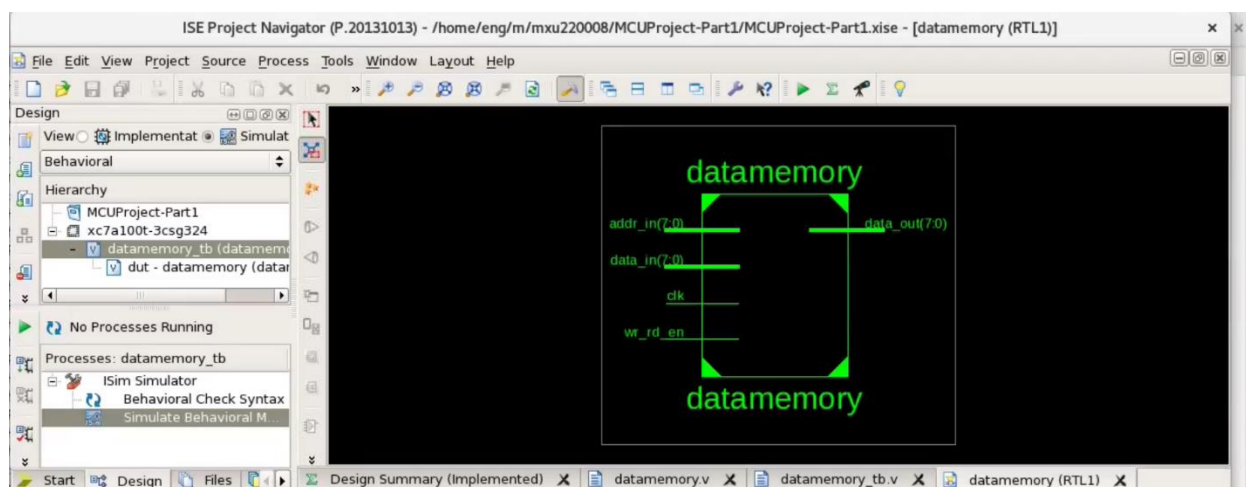 ISE Project Navigator (P.20131013) - /home/eng/m/mxu220008/MCUProject-Part1/MCUProject-Part1.xise - [datamemory (RTL1)]
File Edit View Project Source Process Tools Window Layout Help
Design
View Implementat Simulat
Behavioral
Hierarchy
MCUProject-Part1
xc7a100t-3csg324
datamemory_tb (datamem
dut - datamemory (datar
No Processes Running
Processes: datamemory_tb
ISim Simulator
Behavioral Check Syntax
Simulate Behavioral M...
Start Design Files
datamemory
addr_in(7:0)
data_out(7:0)
data_in(7:0)
clk
wr_rd_en
datamemory
Design Summary (Implemented) datamemory.v datamemory_tb.v datamemory (RTL1)